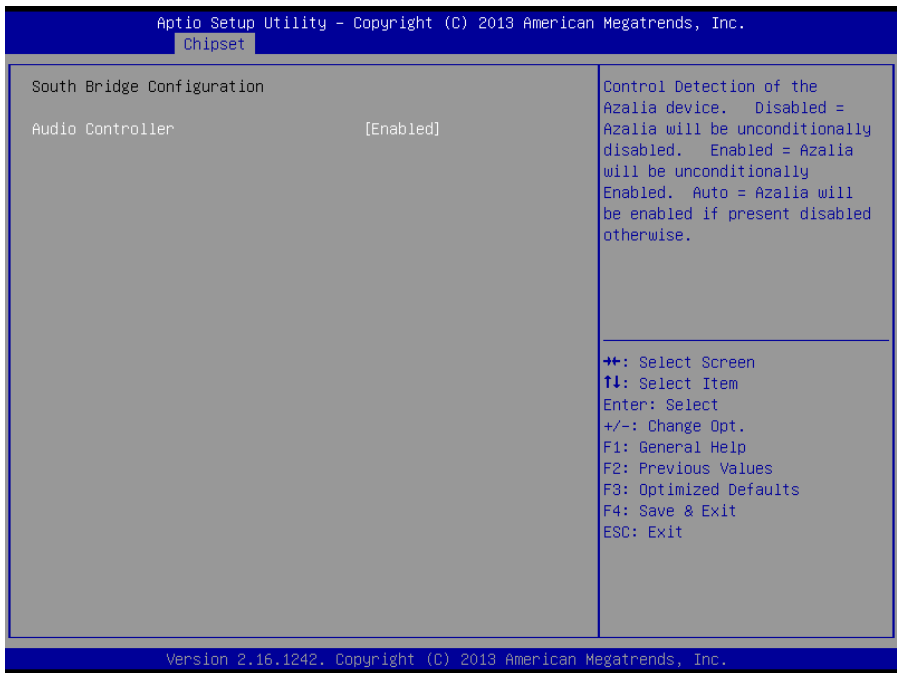 Aptio Setup Utility – Copyright (C) 2013 American Megatrends, Inc.
Chipset
South Bridge Configuration
Audio Controller [Enabled]
Control Detection of the
Azalia device. Disabled =
Azalia will be unconditionally
disabled. Enabled = Azalia
will be unconditionally
Enabled. Auto = Azalia will
be enabled if present disabled
otherwise.
→←: Select Screen
↑↓: Select Item
Enter: Select
+/-: Change Opt.
F1: General Help
F2: Previous Values
F3: Optimized Defaults
F4: Save & Exit
ESC: Exit
Version 2.16.1242. Copyright (C) 2013 American Megatrends, Inc.